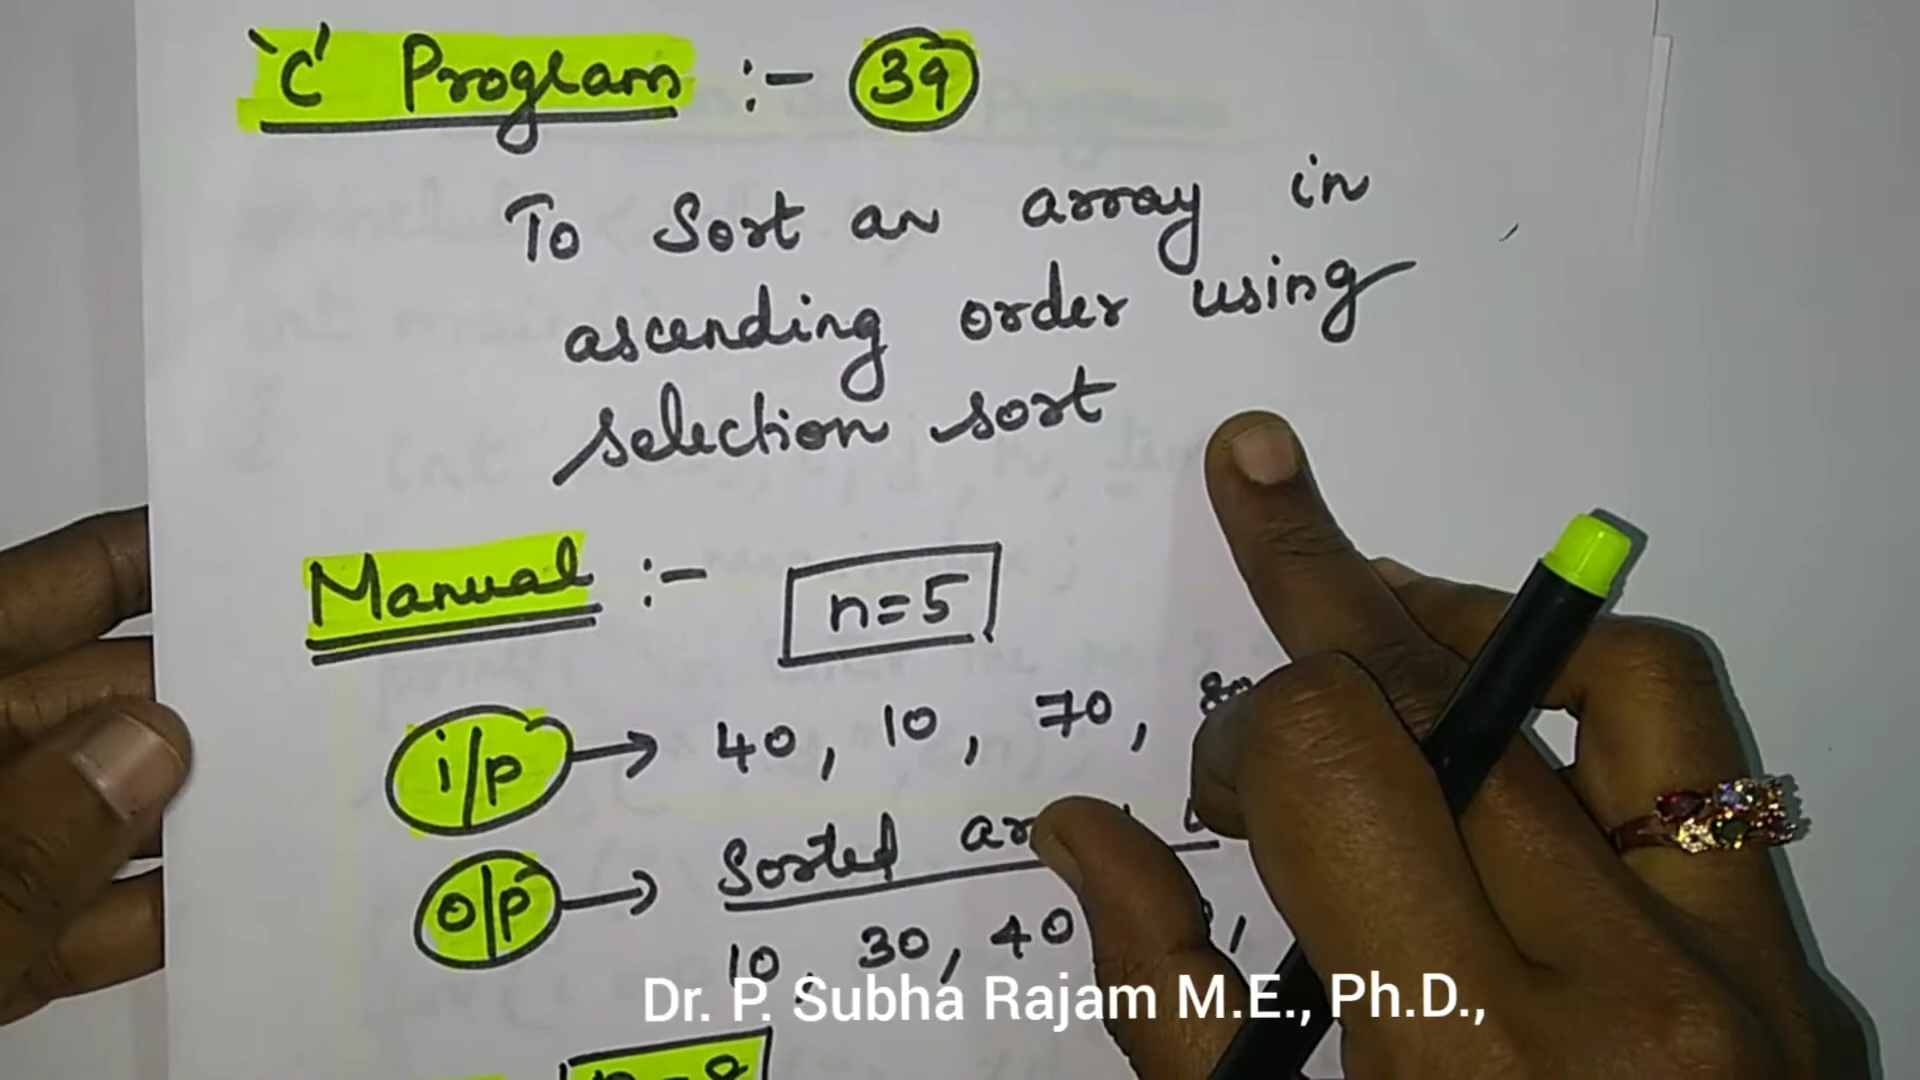 'C' Program :- 39
To Sort an array in
ascending order using
selection sort
Manual :- n=5
i/p → 40, 10, 70,
o/p → Sorted
10, 30, 40
Dr. P. Subha Rajam M.E., Ph.D.,